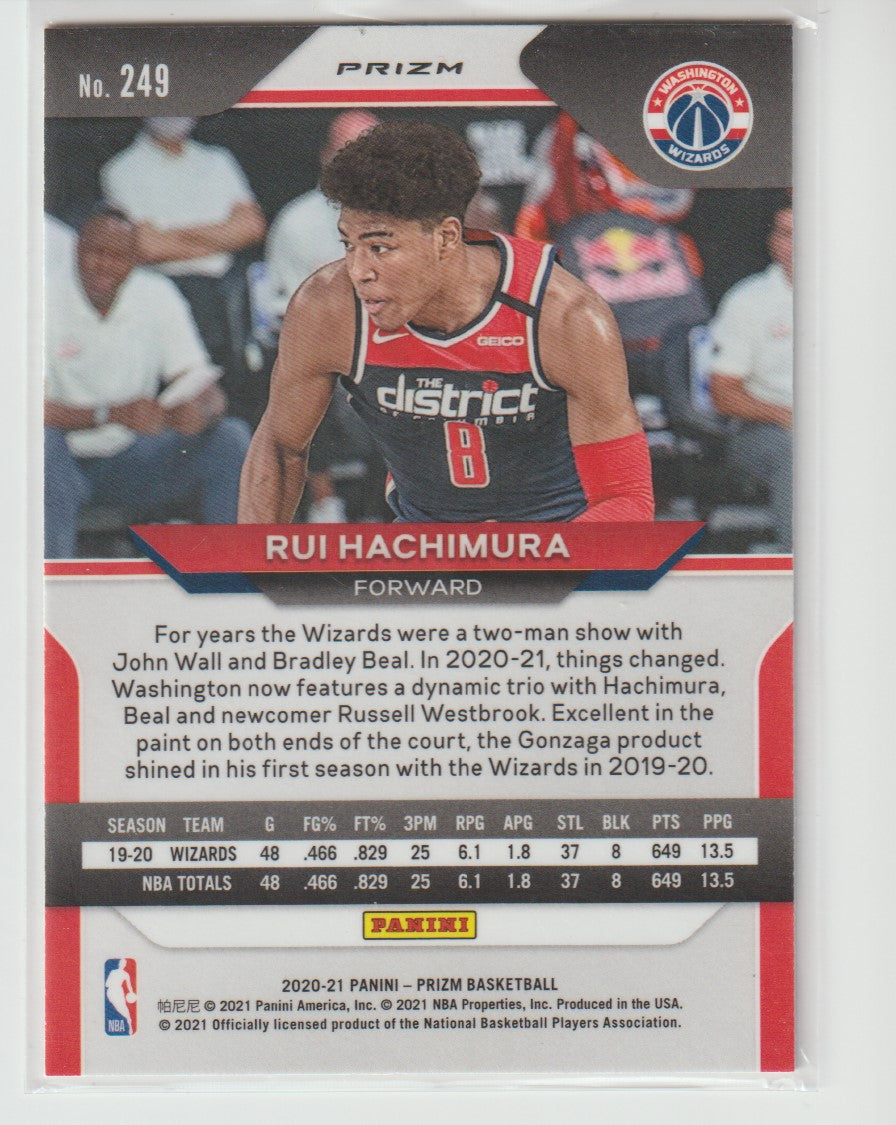 No. 249
PRIZM
WASHINGTON
WIZARDS
GEICO
THE
district
OF COLUMBIA
8
RUI HACHIMURA
FORWARD
For years the Wizards were a two-man show with
John Wall and Bradley Beal. In 2020-21, things changed.
Washington now features a dynamic trio with Hachimura,
Beal and newcomer Russell Westbrook. Excellent in the
paint on both ends of the court, the Gonzaga product
shined in his first season with the Wizards in 2019-20.
SEASON TEAM G FG% FT% 3PM RPG APG STL BLK PTS PPG
19-20 WIZARDS 48 .466 .829 25 6.1 1.8 37 8 649 13.5
NBA TOTALS 48 .466 .829 25 6.1 1.8 37 8 649 13.5
PANINI
NBA
2020-21 PANINI – PRIZM BASKETBALL
帕尼尼 © 2021 Panini America, Inc. © 2021 NBA Properties, Inc. Produced in the USA.
© 2021 Officially licensed product of the National Basketball Players Association.